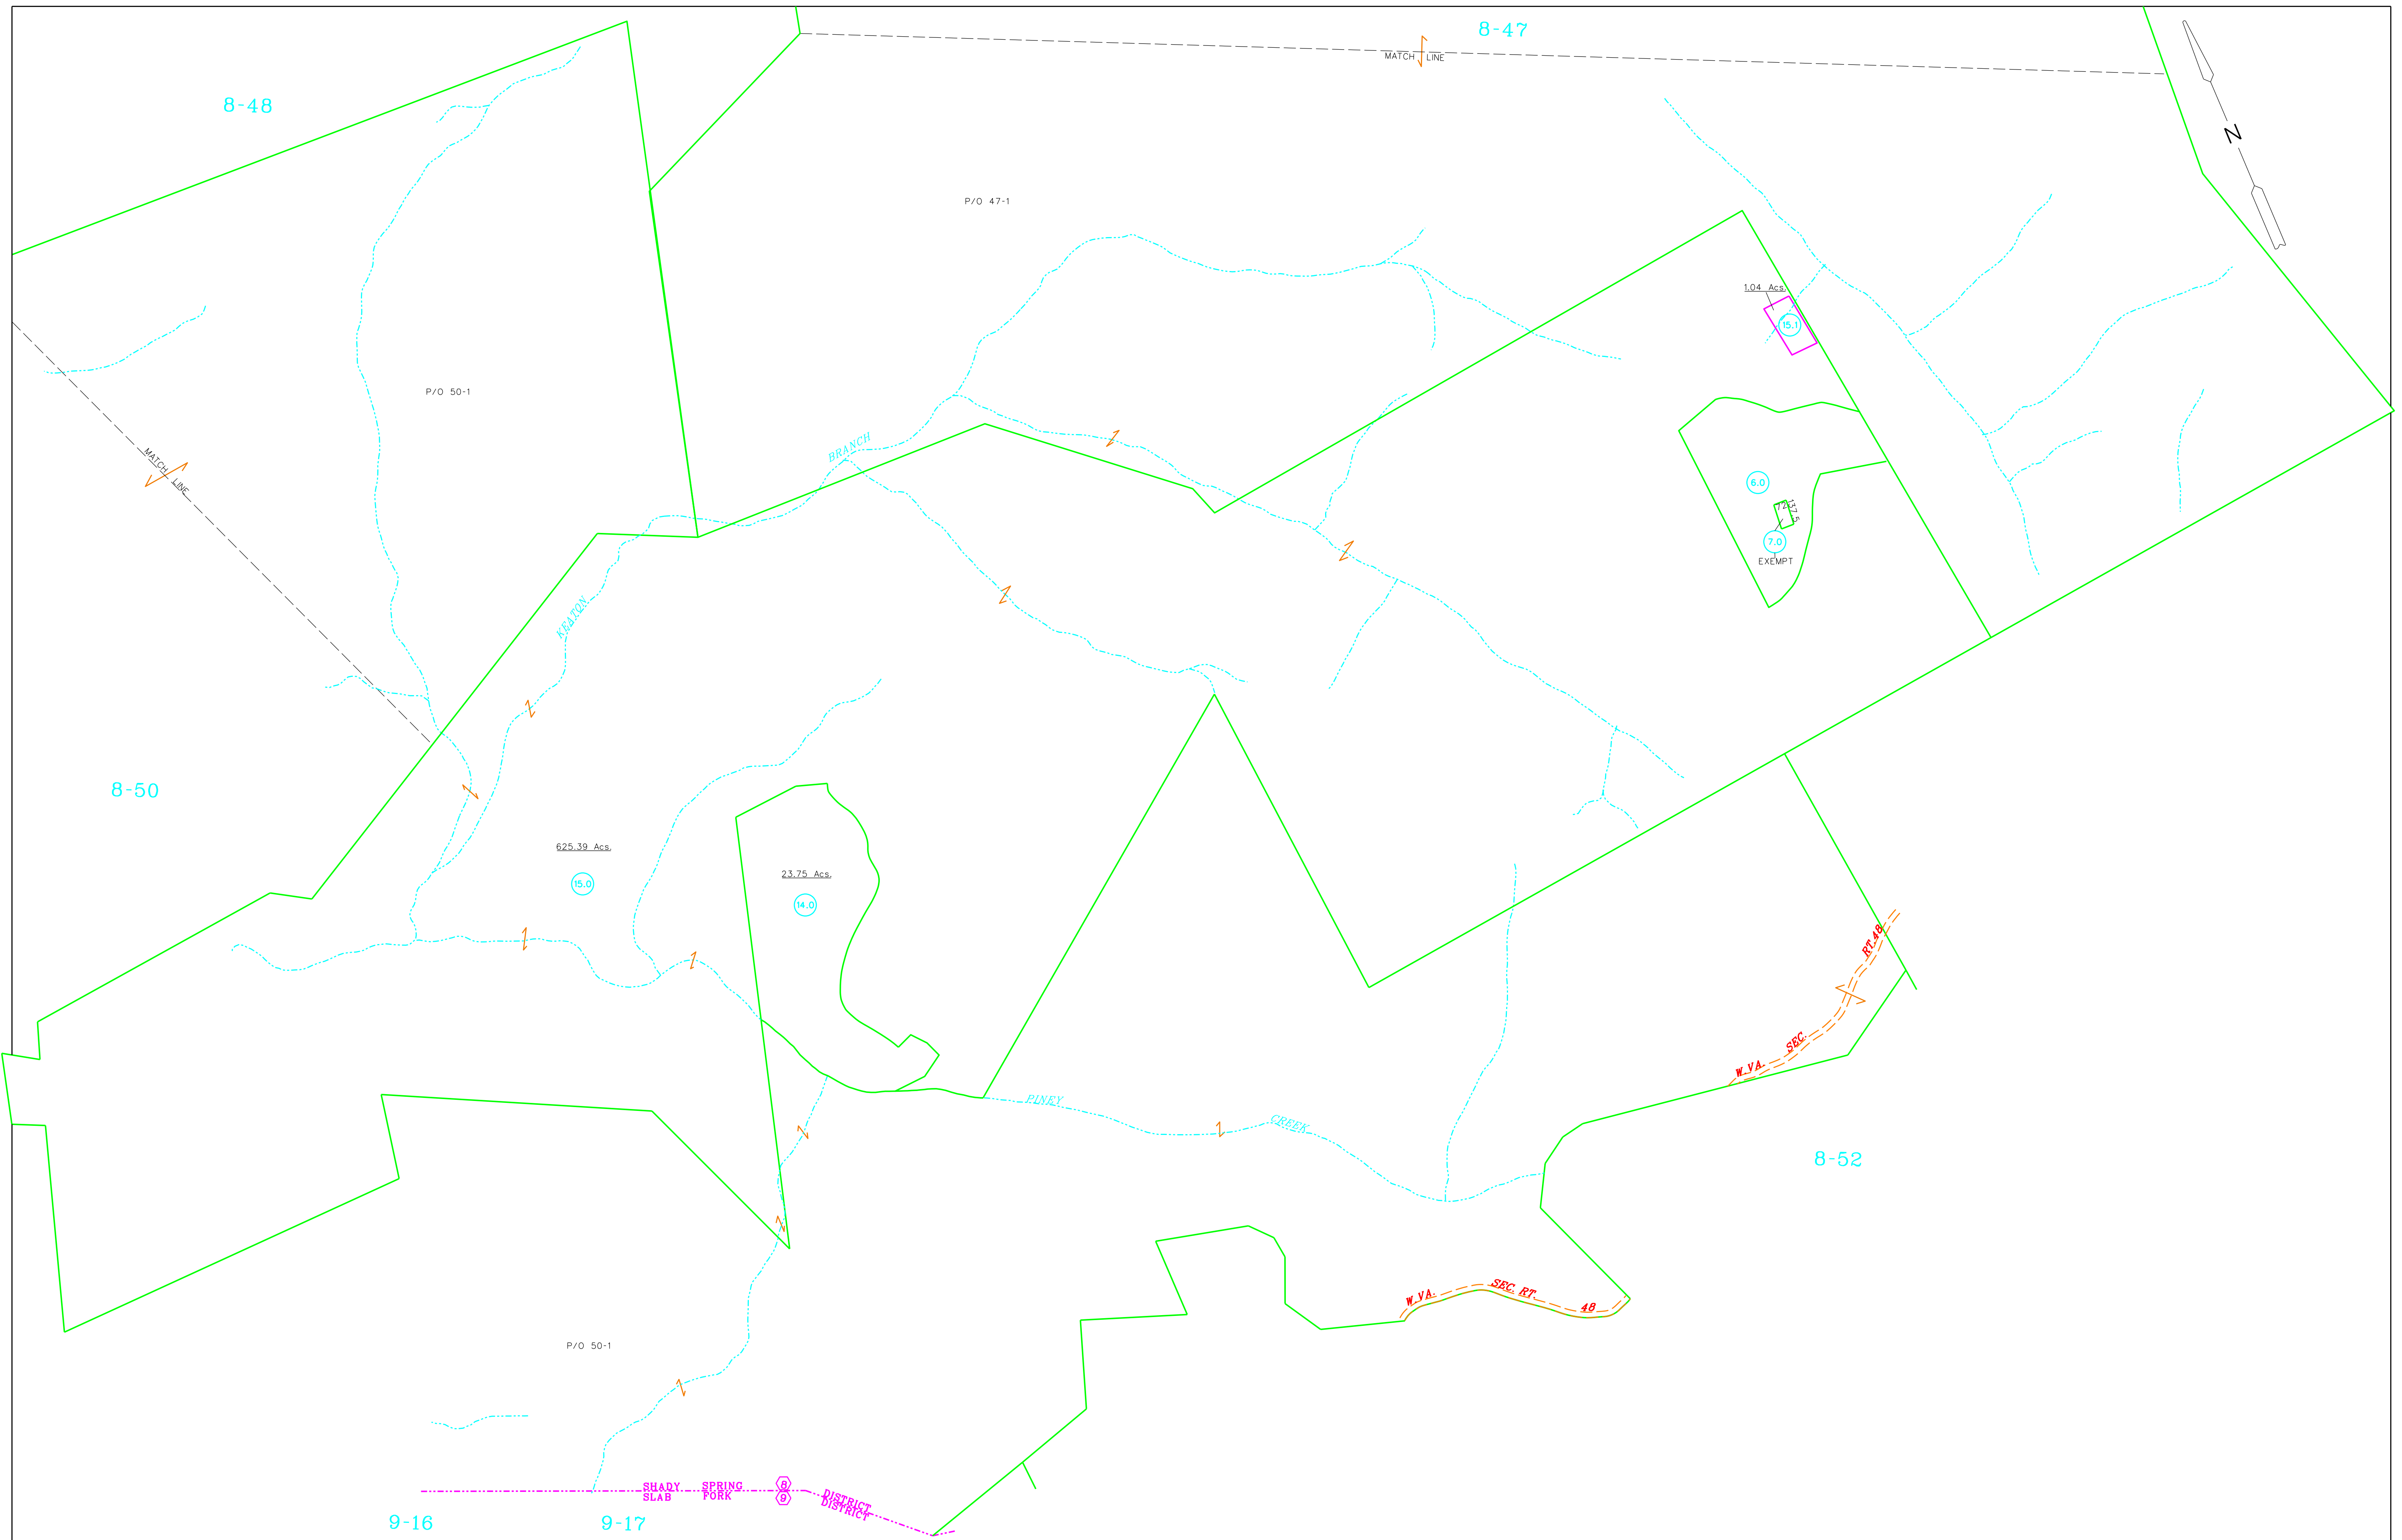 8-47
MATCH LINE
8-48
N
P/O 47-1
1.04 Acs.
15.1
P/O 50-1
BRANCH
MATCH LINE
6.0
72
137.5
7.0
EXEMPT
KEATON
8-50
625.39 Acs.
15.0
23.75 Acs.
14.0
W.VA. SEC. RT.48
PINEY CREEK
8-52
W.VA. SEC. RT. 48
P/O 50-1
SHADY SPRING 8 DISTRICT
SLAB FORK 9 DISTRICT
9-16
9-17